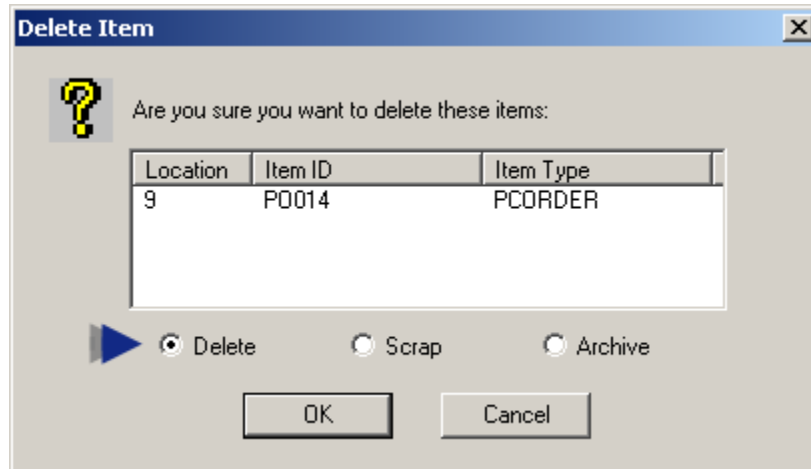 Delete Item
Are you sure you want to delete these items:
Location Item ID Item Type
9 PO014 PCORDER
Delete Scrap Archive
OK Cancel